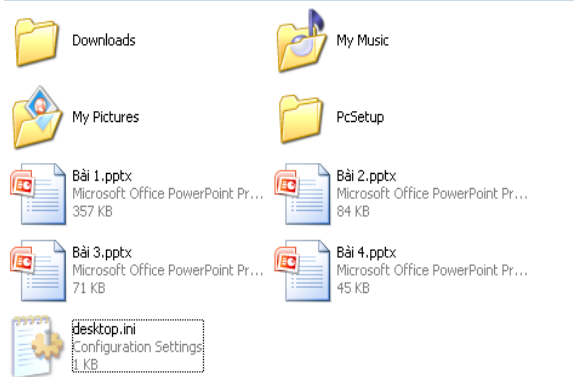 Downloads
My Music
My Pictures
PcSetup
Bài 1.pptx
Microsoft Office PowerPoint Pr...
357 KB
Bài 2.pptx
Microsoft Office PowerPoint Pr...
84 KB
Bài 3.pptx
Microsoft Office PowerPoint Pr...
71 KB
Bài 4.pptx
Microsoft Office PowerPoint Pr...
45 KB
desktop.ini
Configuration Settings
1 KB